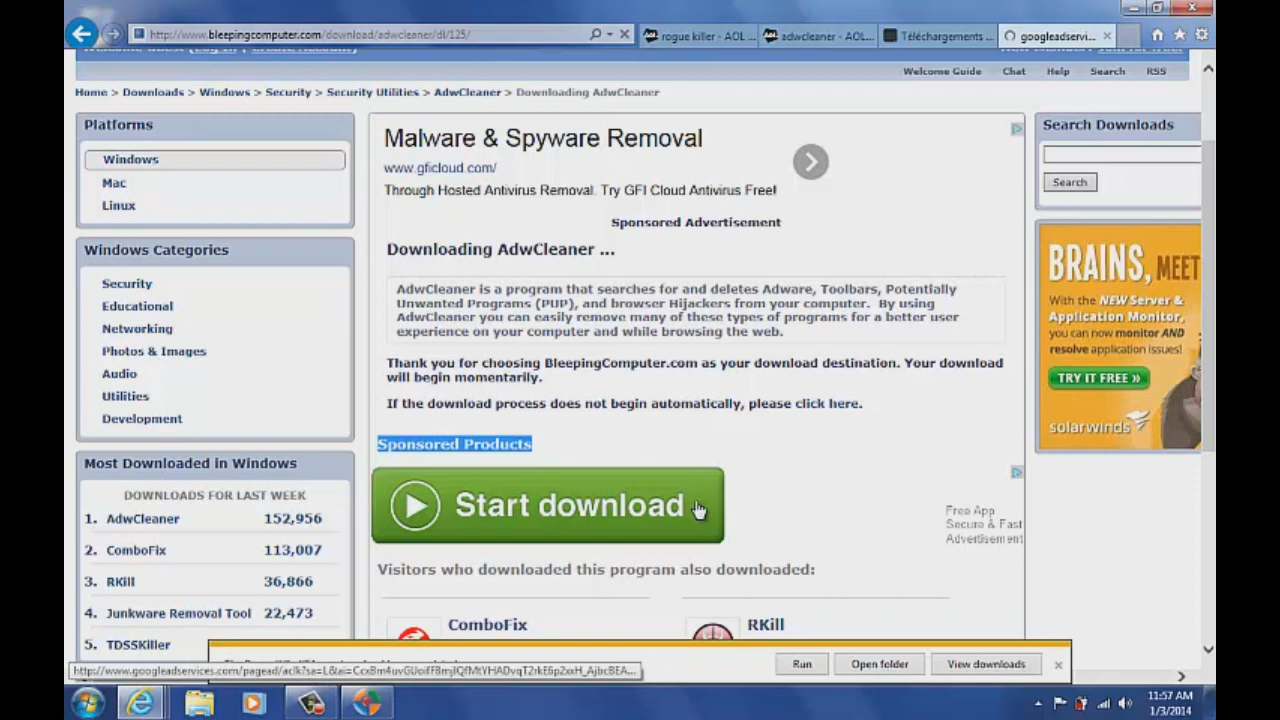 http://www.bleepingcomputer.com/download/adwcleaner/dl/125/
rogue killer - AOL ...
adwcleaner - AOL...
Téléchargements ...
googleadservi...
Welcome Guide Chat Help Search RSS
Home > Downloads > Windows > Security > Security Utilities > AdwCleaner > Downloading AdwCleaner
Platforms
Windows
Mac
Linux
Windows Categories
Security
Educational
Networking
Photos & Images
Audio
Utilities
Development
Most Downloaded in Windows
DOWNLOADS FOR LAST WEEK
1. AdwCleaner 152,956
2. ComboFix 113,007
3. RKill 36,866
4. Junkware Removal Tool 22,473
5. TDSSKiller
Malware & Spyware Removal
www.gficloud.com/
Through Hosted Antivirus Removal. Try GFI Cloud Antivirus Free!
Sponsored Advertisement
Downloading AdwCleaner ...
AdwCleaner is a program that searches for and deletes Adware, Toolbars, Potentially
Unwanted Programs (PUP), and browser Hijackers from your computer. By using
AdwCleaner you can easily remove many of these types of programs for a better user
experience on your computer and while browsing the web.
Thank you for choosing BleepingComputer.com as your download destination. Your download
will begin momentarily.
If the download process does not begin automatically, please click here.
Sponsored Products
Start download
Free App
Secure & Fast
Advertisement
Visitors who downloaded this program also downloaded:
ComboFix
RKill
Search Downloads
Search
BRAINS, MEET
With the NEW Server &
Application Monitor,
you can now monitor AND
resolve application issues!
TRY IT FREE »
solarwinds
Run
Open folder
View downloads
11:57 AM
1/3/2014